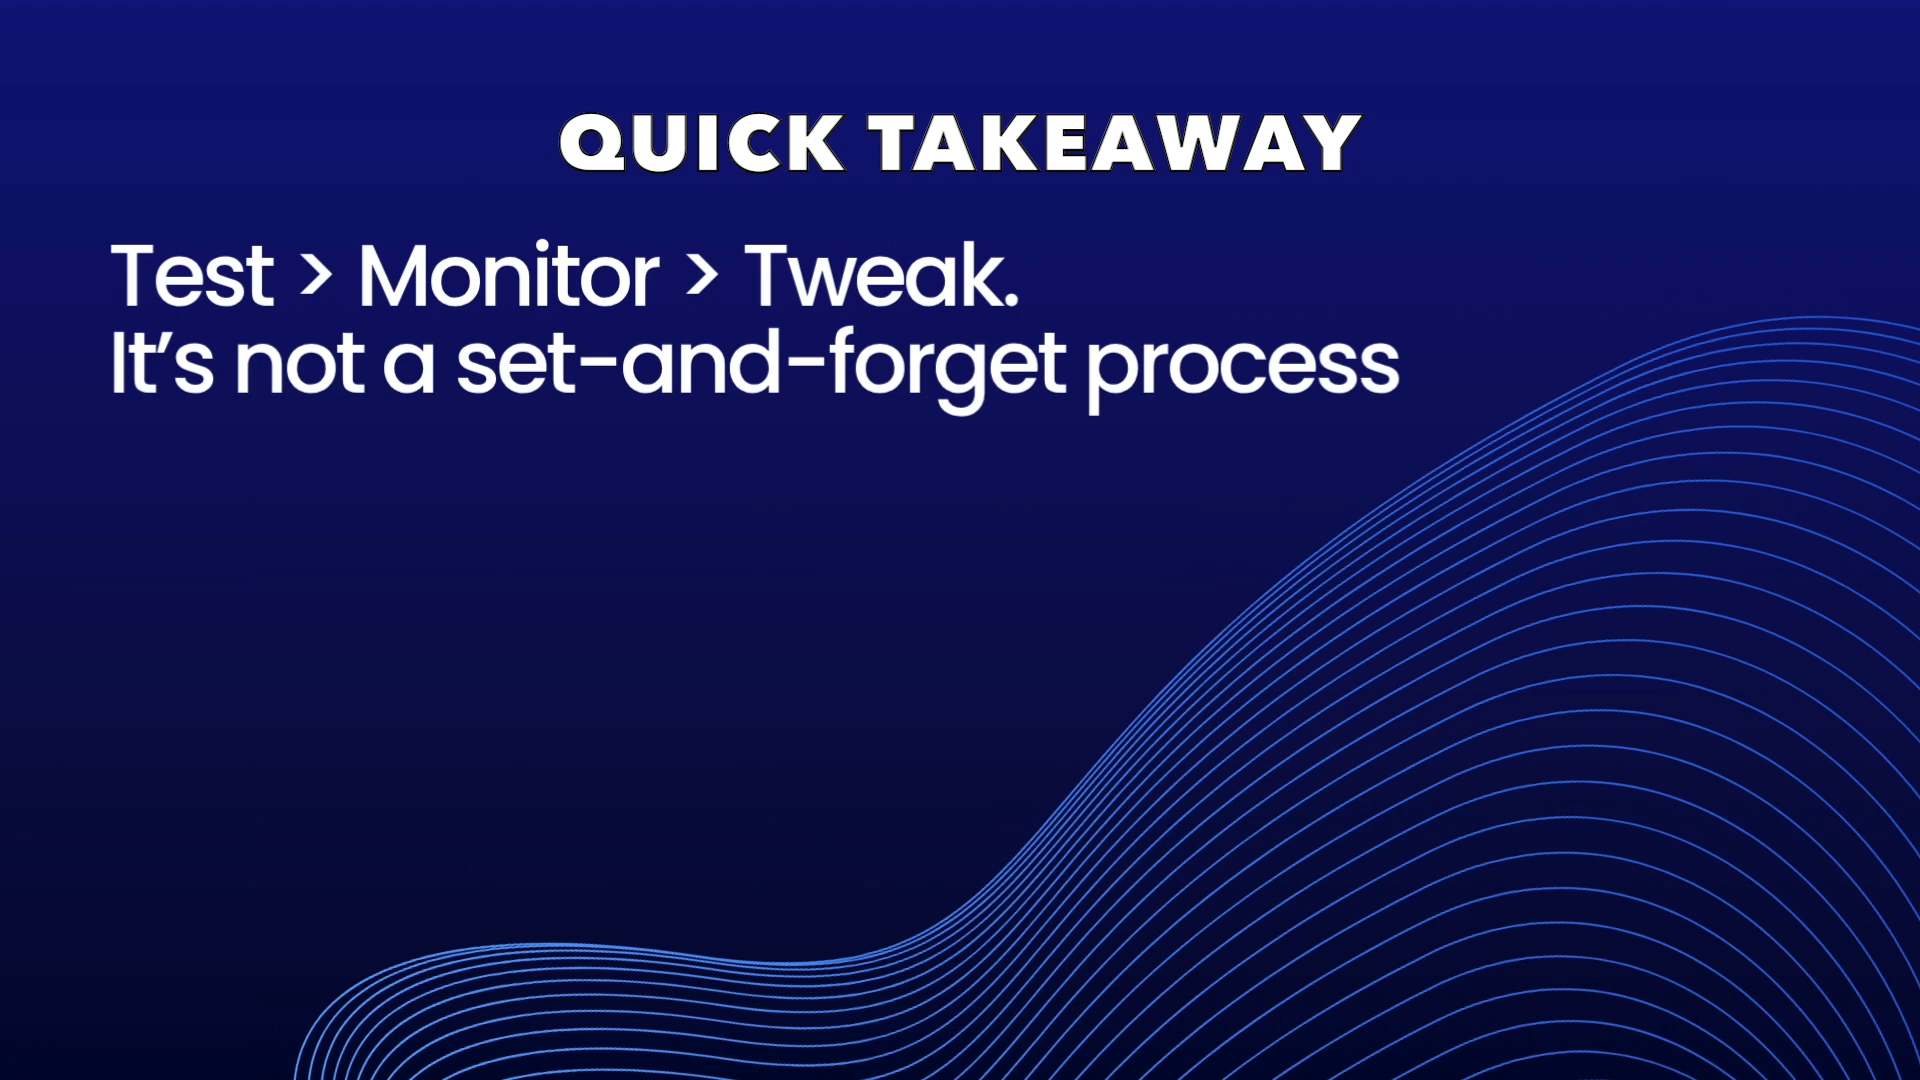 QUICK TAKEAWAY
Test > Monitor > Tweak.
It’s not a set-and-forget process